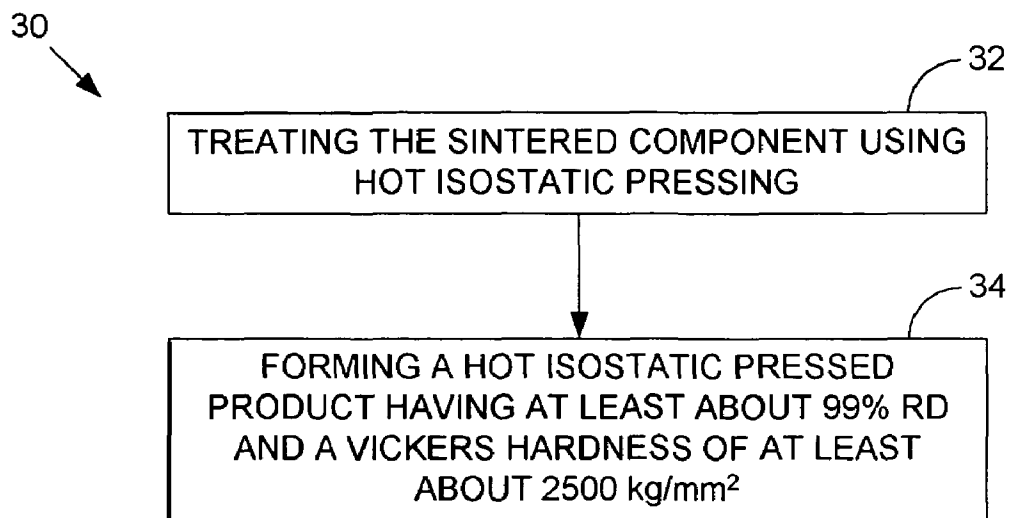 30
32
TREATING THE SINTERED COMPONENT USING
HOT ISOSTATIC PRESSING
34
FORMING A HOT ISOSTATIC PRESSED
PRODUCT HAVING AT LEAST ABOUT 99% RD
AND A VICKERS HARDNESS OF AT LEAST
ABOUT 2500 kg/mm²